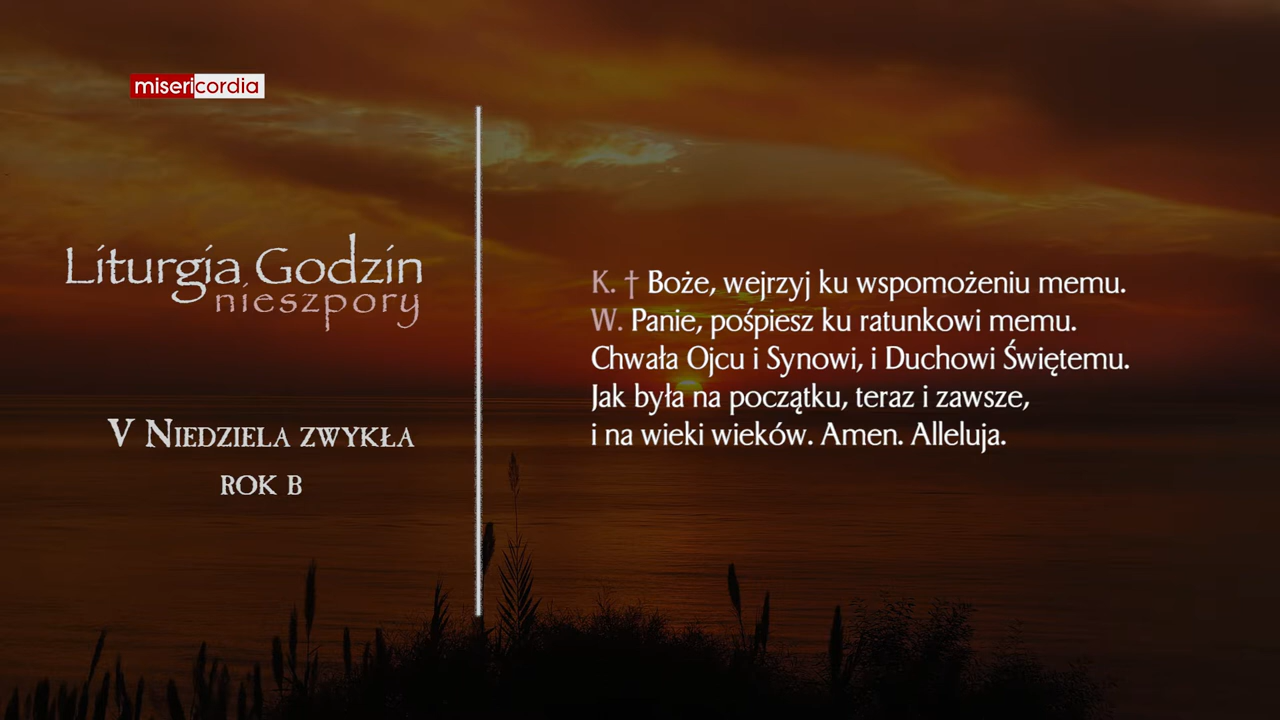 misericordia
Liturgia Godzin
nieszpory
V Niedziela zwykła
rok B
K. † Boże, wejrzyj ku wspomożeniu memu.
W. Panie, pośpiesz ku ratunkowi memu.
Chwała Ojcu i Synowi, i Duchowi Świętemu.
Jak była na początku, teraz i zawsze,
i na wieki wieków. Amen. Alleluja.